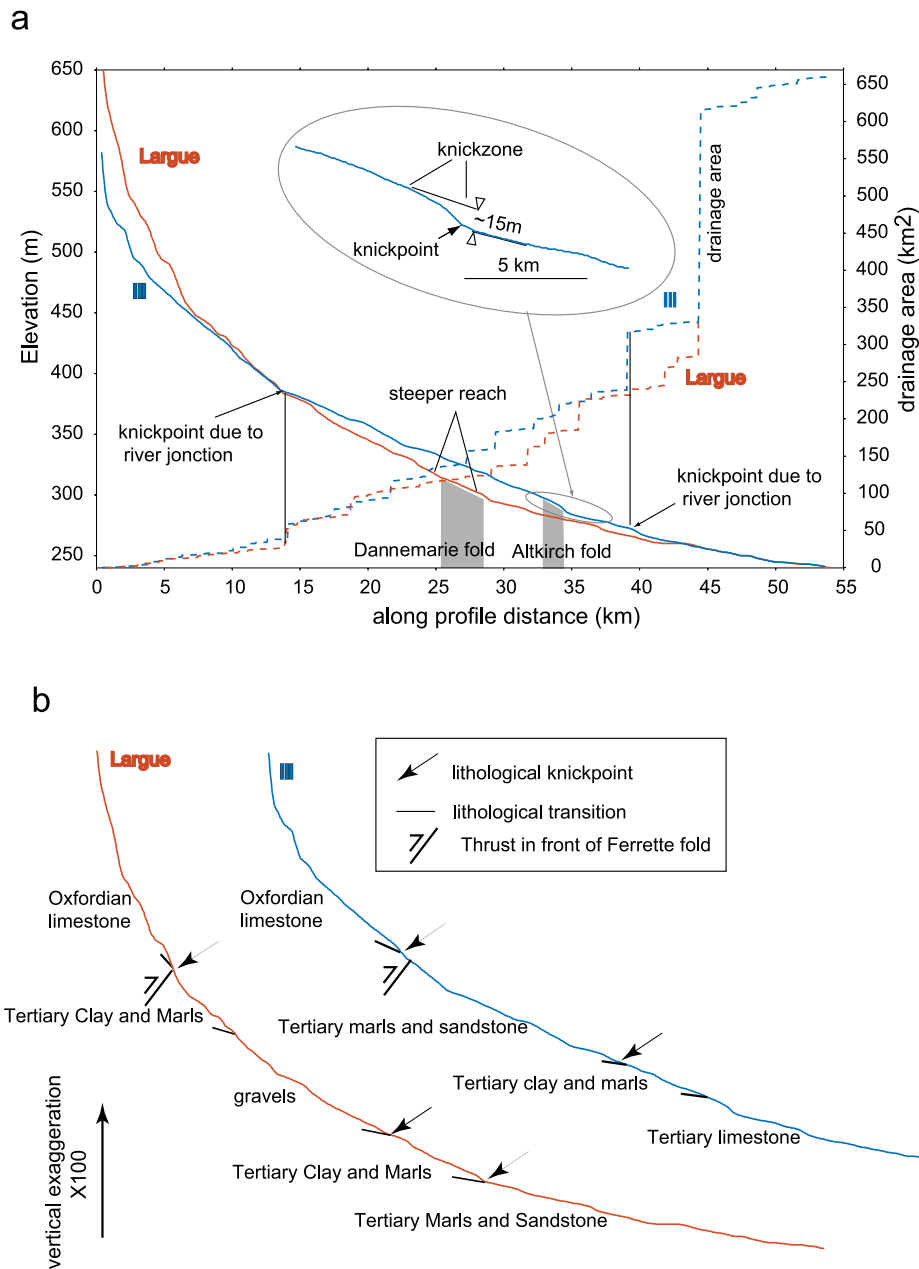 a
650
600
550
500
450
400
350
300
250
Elevation (m)
0
5
10
15
20
25
30
35
40
45
50
55
along profile distance (km)
650
600
550
500
450
400
350
300
250
200
150
100
50
0
drainage area (km2)
Largue
Ill
knickzone
~15m
knickpoint
5 km
drainage area
Ill
Largue
steeper reach
knickpoint due to
river jonction
knickpoint due to
river jonction
Dannemarie fold
Altkirch fold
b
Largue
Ill
lithological knickpoint
lithological transition
Thrust in front of Ferrette fold
Oxfordian
limestone
Oxfordian
limestone
Tertiary Clay and Marls
Tertiary marls and sandstone
gravels
Tertiary clay and marls
Tertiary limestone
Tertiary Clay and Marls
Tertiary Marls and Sandstone
vertical exaggeration
X100